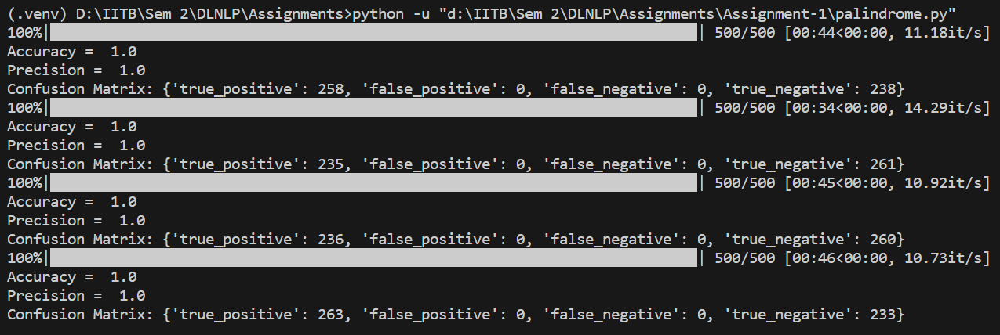 (.venv) D:\IITB\Sem 2\DLNLP\Assignments>python -u "d:\IITB\Sem 2\DLNLP\Assignments\Assignment-1\palindrome.py"
100%|██████████| 500/500 [00:44<00:00, 11.18it/s]
Accuracy =  1.0
Precision =  1.0
Confusion Matrix: {'true_positive': 258, 'false_positive': 0, 'false_negative': 0, 'true_negative': 238}
100%|██████████| 500/500 [00:34<00:00, 14.29it/s]
Accuracy =  1.0
Precision =  1.0
Confusion Matrix: {'true_positive': 235, 'false_positive': 0, 'false_negative': 0, 'true_negative': 261}
100%|██████████| 500/500 [00:45<00:00, 10.92it/s]
Accuracy =  1.0
Precision =  1.0
Confusion Matrix: {'true_positive': 236, 'false_positive': 0, 'false_negative': 0, 'true_negative': 260}
100%|██████████| 500/500 [00:46<00:00, 10.73it/s]
Accuracy =  1.0
Precision =  1.0
Confusion Matrix: {'true_positive': 263, 'false_positive': 0, 'false_negative': 0, 'true_negative': 233}